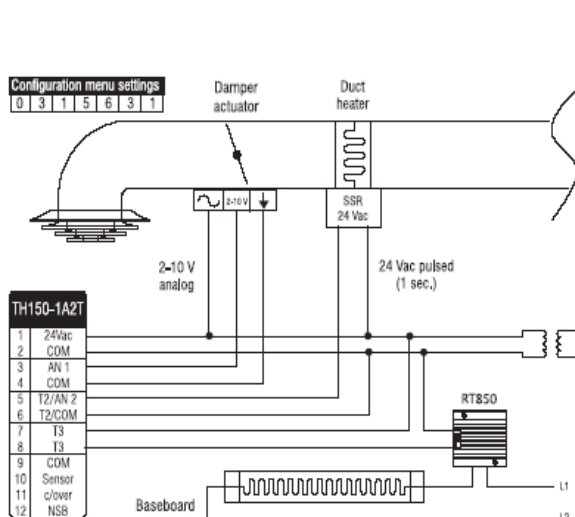 Configuration menu settings
0 3 1 5 6 3 1
Damper
actuator
Duct
heater
2-10 V
SSR
24 Vac
2–10 V
analog
24 Vac pulsed
(1 sec.)
TH150-1A2T
1 24Vac
2 COM
3 AN 1
4 COM
5 T2/AN 2
6 T2/COM
7 T3
8 T3
9 COM
10 Sensor
11 c/over
12 NSB
RT850
L1
L2
Baseboard